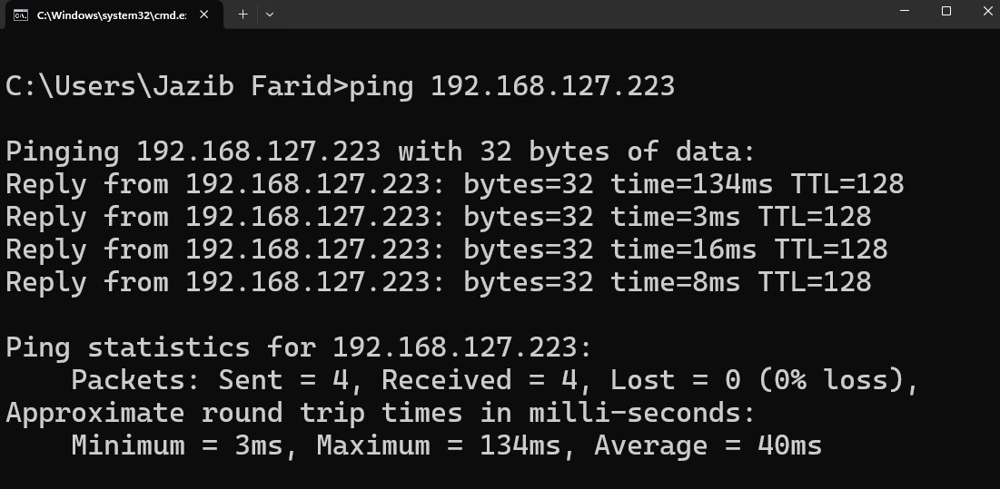 C:\Windows\system32\cmd.e:
C:\Users\Jazib Farid>ping 192.168.127.223
Pinging 192.168.127.223 with 32 bytes of data:
Reply from 192.168.127.223: bytes=32 time=134ms TTL=128
Reply from 192.168.127.223: bytes=32 time=3ms TTL=128
Reply from 192.168.127.223: bytes=32 time=16ms TTL=128
Reply from 192.168.127.223: bytes=32 time=8ms TTL=128
Ping statistics for 192.168.127.223:
    Packets: Sent = 4, Received = 4, Lost = 0 (0% loss),
Approximate round trip times in milli-seconds:
    Minimum = 3ms, Maximum = 134ms, Average = 40ms